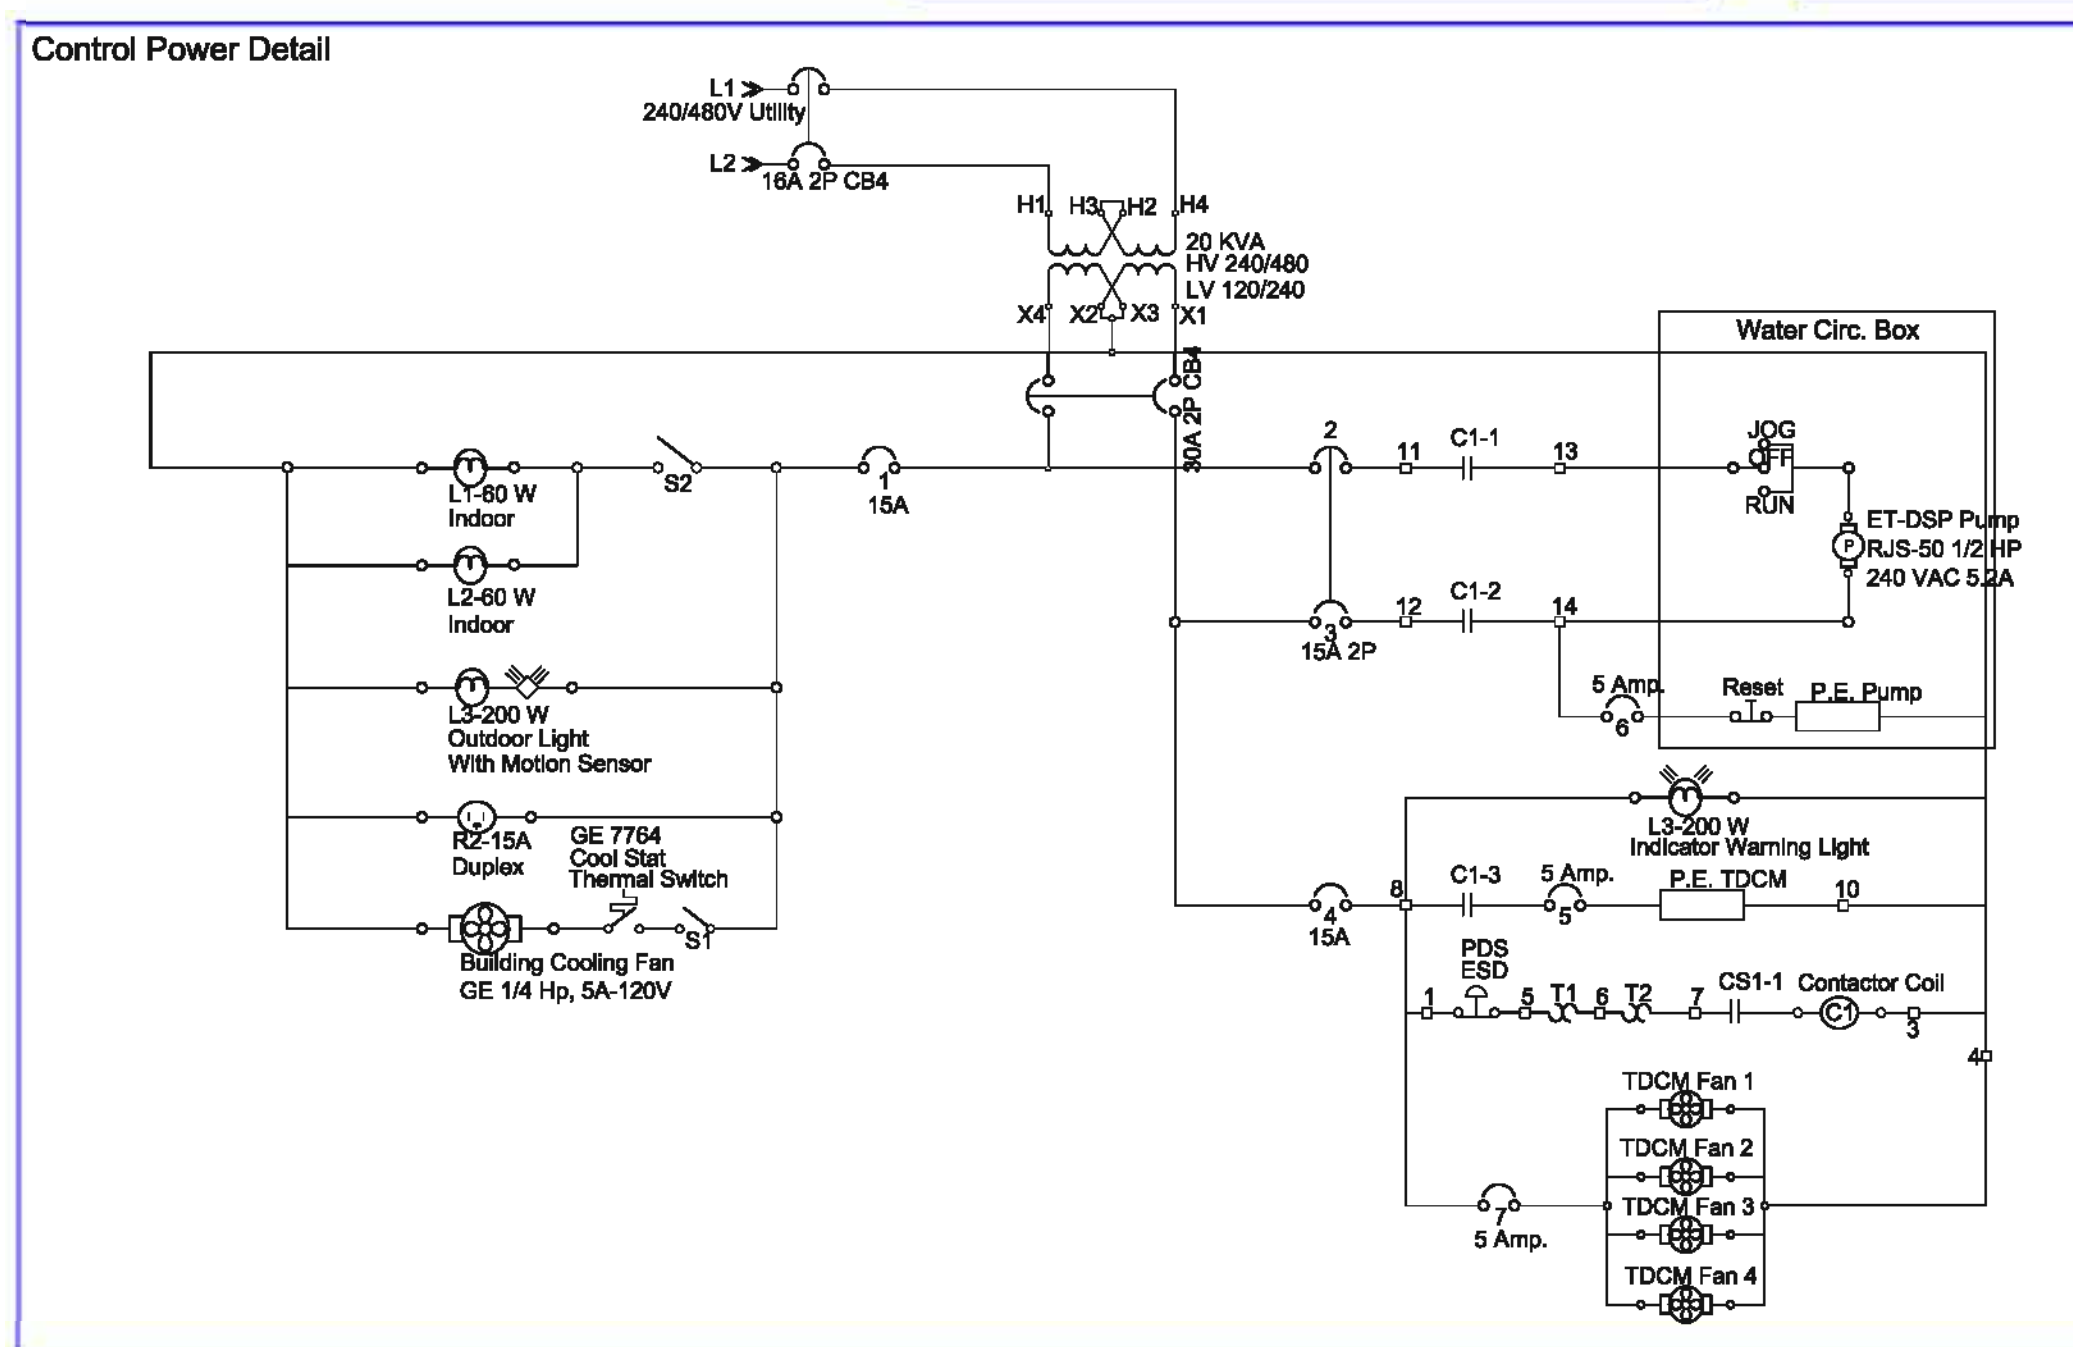 Control Power Detail
L1
240/480V Utility
L2
16A 2P CB4
H1 H3 H2 H4
20 KVA
HV 240/480
LV 120/240
X4 X2 X3 X1
30A 2P CB4
Water Circ. Box
L1-60 W
Indoor
S2
1
15A
L2-60 W
Indoor
L3-200 W
Outdoor Light
With Motion Sensor
R2-15A
Duplex
GE 7764
Cool Stat
Thermal Switch
S1
Building Cooling Fan
GE 1/4 Hp, 5A-120V
2
11
C1-1
13
JOG
OFF
RUN
ET-DSP Pump
P
RJS-50 1/2 HP
240 VAC 5.2A
3
15A 2P
12
C1-2
14
5 Amp.
6
Reset
P.E. Pump
L3-200 W
Indicator Warning Light
4
15A
8
C1-3
5 Amp.
5
P.E. TDCM
10
PDS
ESD
1
5
T1
6
T2
7
CS1-1
Contactor Coil
C1
3
4
TDCM Fan 1
TDCM Fan 2
TDCM Fan 3
TDCM Fan 4
7
5 Amp.